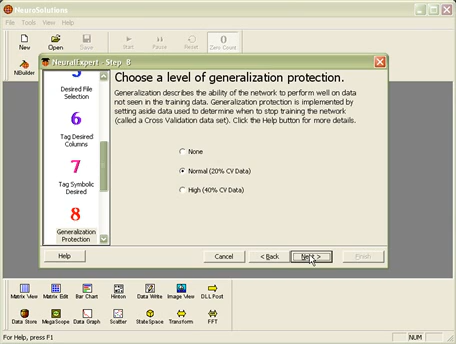 NeuroSolutions
File Tools View Help
New Open Save Start Pause Reset Zero Count
0
NBuilder
NeuralExpert - Step 8
5
Desired File
Selection
6
Tag Desired
Columns
7
Tag Symbolic
Desired
8
Generalization
Protection
Choose a level of generalization protection.
Generalization describes the ability of the network to perform well on data
not seen in the training data. Generalization protection is implemented by
setting aside data used to determine when to stop training the network
(called a Cross Validation data set). Click the Help button for more details.
None
Normal (20% CV Data)
High (40% CV Data)
Help Cancel < Back Next > Finish
Matrix View Matrix Edit Bar Chart Hinton Data Write Image View DLL Post
Data Store MegaScope Data Graph Scatter StateSpace Transform FFT
For Help, press F1 NUM